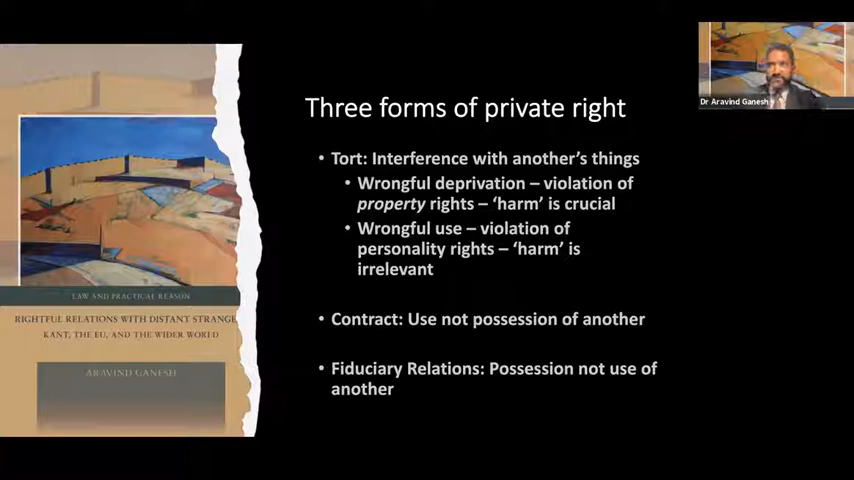 Dr Aravind Ganesh
Three forms of private right
• Tort: Interference with another's things
• Wrongful deprivation – violation of
property rights – 'harm' is crucial
• Wrongful use – violation of
personality rights – 'harm' is
irrelevant
• Contract: Use not possession of another
• Fiduciary Relations: Possession not use of
another
LAW AND PRACTICAL REASON
RIGHTFUL RELATIONS WITH DISTANT STRANGE
KANT, THE EU, AND THE WIDER WORLD
ARAVIND GANESH